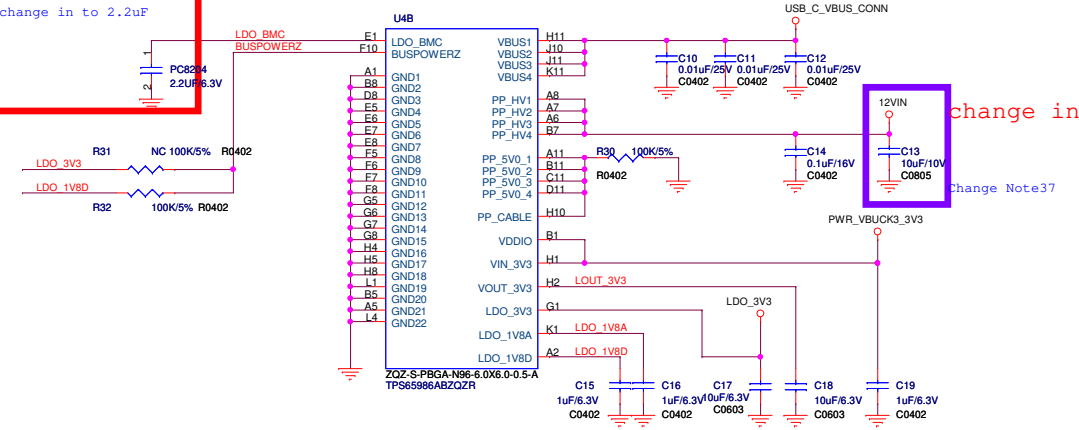 change in to 2.2uF
USB_C_VBUS_CONN
U4B
LDO_BMC E1 LDO_BMC VBUS1 H11
BUSPOWERZ F10 BUSPOWERZ VBUS2 J10
VBUS3 J11
VBUS4 K11
1
PC8204
2.2UF/6.3V
2
C10
0.01uF/25V
C0402
C11
0.01uF/25V
C0402
C12
0.01uF/25V
C0402
A1 GND1
B8 GND2
D8 GND3
E5 GND4
E6 GND5
E7 GND6
E8 GND7
F5 GND8
F6 GND9
F7 GND10
F8 GND11
G5 GND12
G6 GND13
G7 GND14
G8 GND15
H4 GND16
H5 GND17
H8 GND18
L1 GND19
B5 GND20
A5 GND21
L4 GND22
PP_HV1 A8
PP_HV2 A7
PP_HV3 A6
PP_HV4 B7
12VIN
change in
C14
0.1uF/16V
C0402
C13
10uF/10V
C0805
Change Note37
LDO_3V3 R31 NC 100K/5% R0402
LDO_1V8D R32 100K/5% R0402
PP_5V0_1 A11
PP_5V0_2 B11
PP_5V0_3 C11
PP_5V0_4 D11
R30 100K/5%
R0402
PP_CABLE H10
PWR_VBUCK3_3V3
VDDIO B1
VIN_3V3 H1
VOUT_3V3 H2 LOUT_3V3
LDO_3V3 G1 LDO_3V3
LDO_1V8A K1 LDO_1V8A
LDO_1V8D A2 LDO_1V8D
ZQZ-S-PBGA-N96-6.0X6.0-0.5-A
TPS65986ABZQZR
C15
1uF/6.3V
C0402
C16
1uF/6.3V
C0402
C17
10uF/6.3V
C0603
C18
10uF/6.3V
C0603
C19
1uF/6.3V
C0402